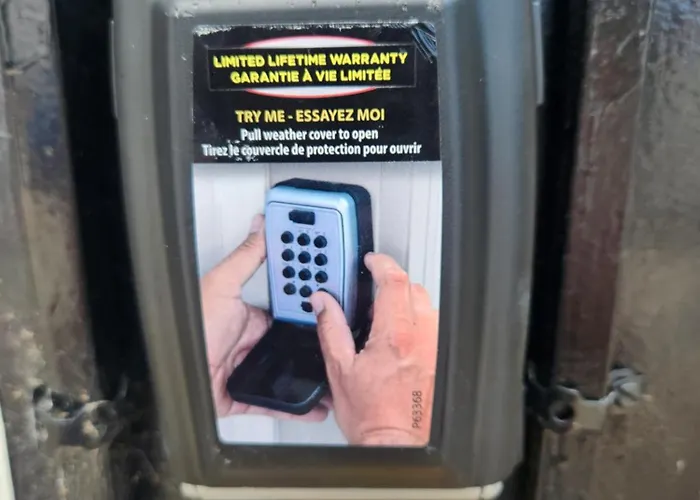 LIMITED LIFETIME WARRANTY
GARANTIE À VIE LIMITÉE
TRY ME - ESSAYEZ MOI
Pull weather cover to open
Tirez le couvercle de protection pour ouvrir
P63368